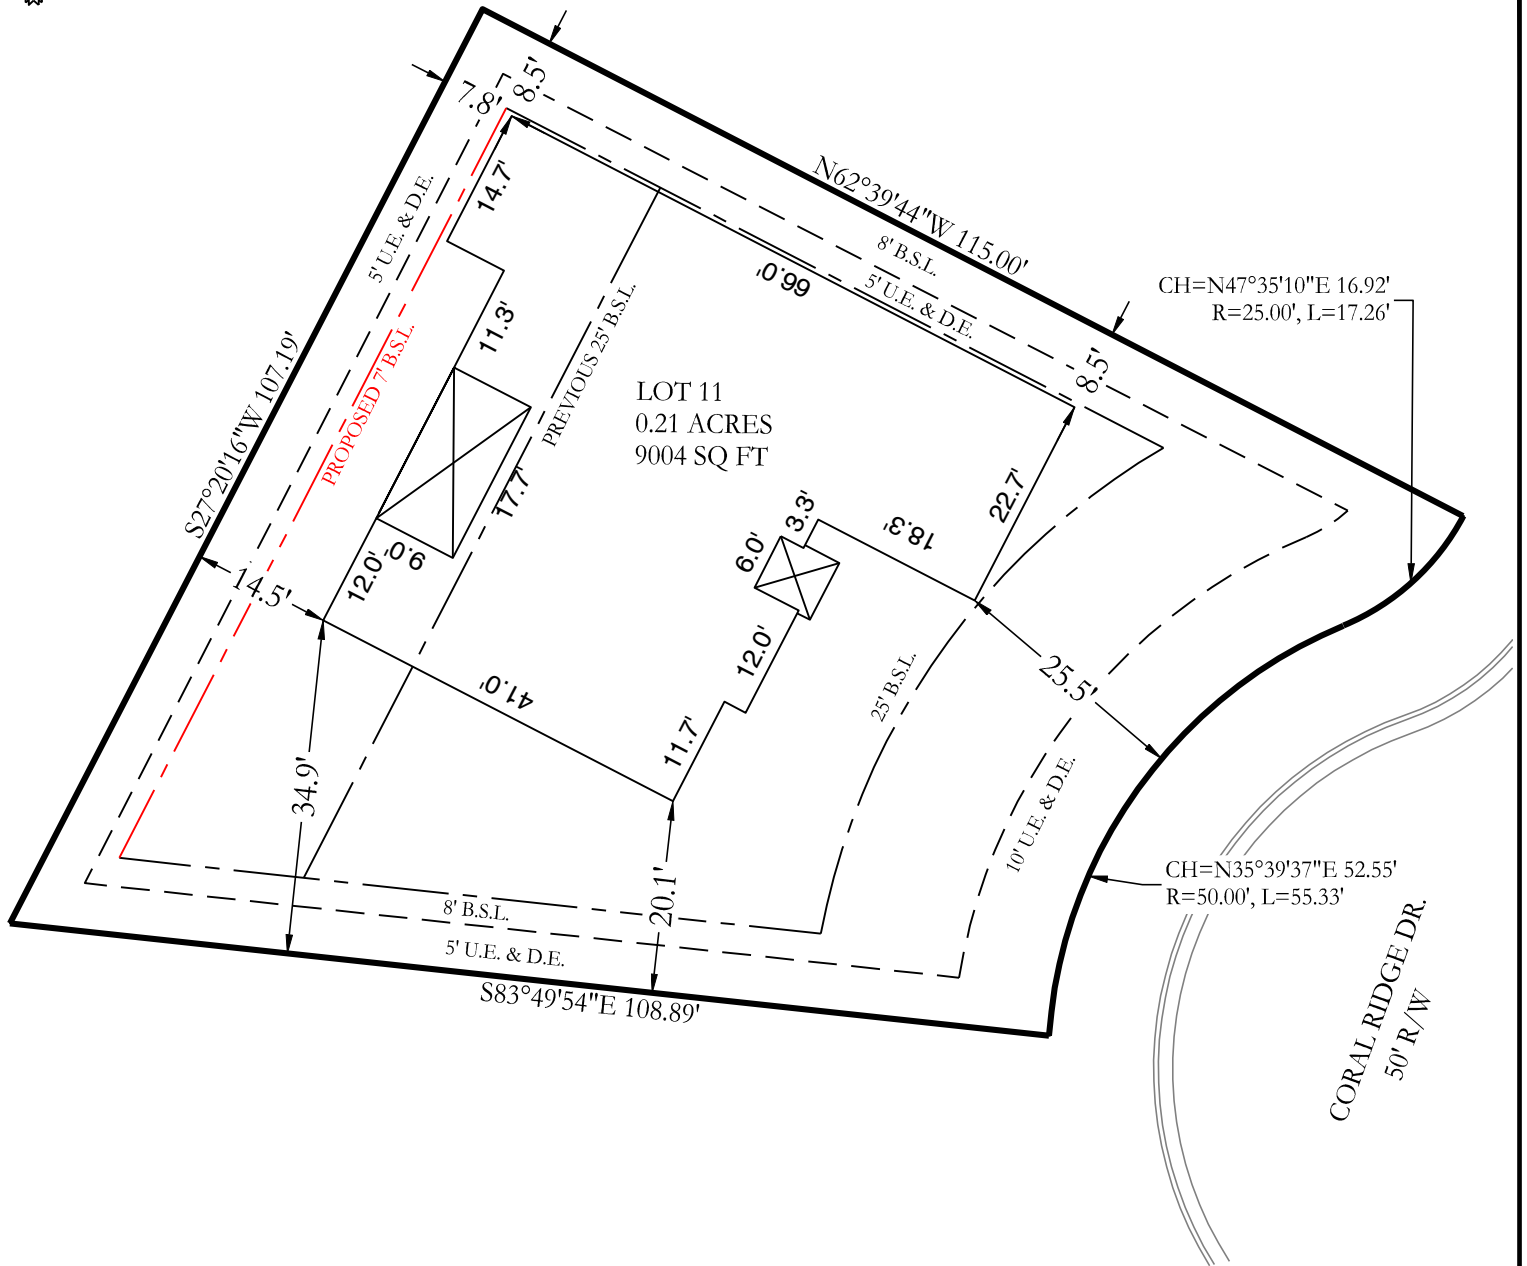 8.5'
7.8'
14.7'
5' U.E. & D.E.
N62°39'44"W 115.00'
8' B.S.L.
5' U.E. & D.E.
66.0'
CH=N47°35'10"E 16.92'
R=25.00', L=17.26'
11.3'
PREVIOUS 25' B.S.L.
PROPOSED 7' B.S.L.
S27°20'16"W 107.19'
8.5'
LOT 11
0.21 ACRES
9004 SQ FT
17.7'
22.7'
3.3'
18.3'
6.0'
9.0'
12.0'
14.5'
12.0'
25.5'
25' B.S.L.
41.0'
11.7'
34.9'
10' U.E. & D.E.
20.1'
8' B.S.L.
5' U.E. & D.E.
S83°49'54"E 108.89'
CH=N35°39'37"E 52.55'
R=50.00', L=55.33'
CORAL RIDGE DR.
50' R/W